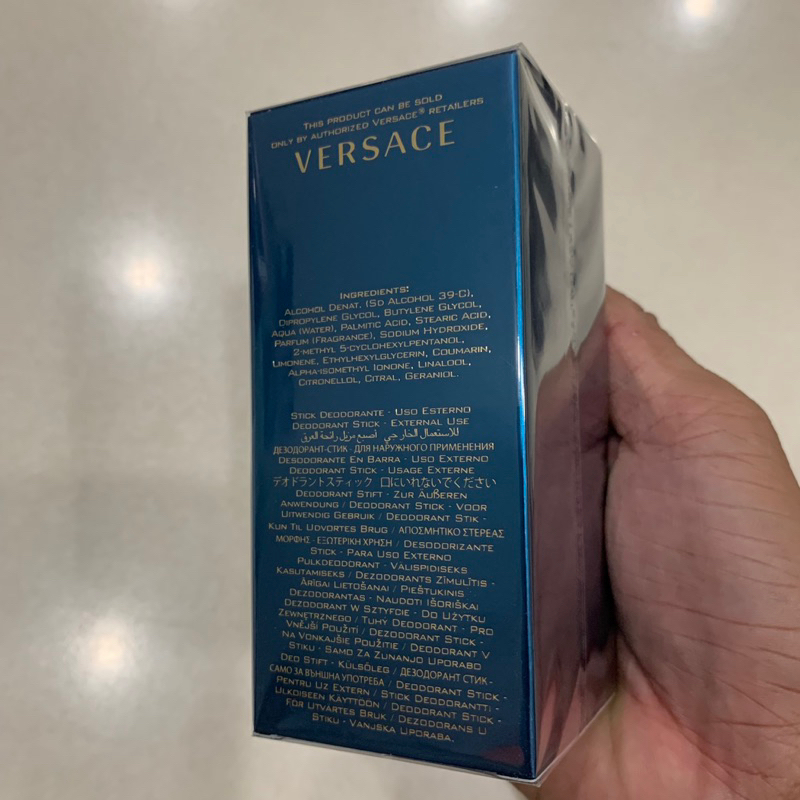 THIS PRODUCT CAN BE SOLD
ONLY BY AUTHORIZED VERSACE® RETAILERS
VERSACE
INGREDIENTS:
ALCOHOL DENAT. (SD ALCOHOL 39-C),
DIPROPYLENE GLYCOL, BUTYLENE GLYCOL,
AQUA (WATER), PALMITIC ACID, STEARIC ACID,
PARFUM (FRAGRANCE), SODIUM HYDROXIDE,
2-METHYL 5-CYCLOHEXYLPENTANOL,
LIMONENE, ETHYLHEXYLGLYCERIN, COUMARIN,
ALPHA-ISOMETHYL IONONE, LINALOOL,
CITRONELLOL, CITRAL, GERANIOL.
STICK DEODORANTE - USO ESTERNO
DEODORANT STICK - EXTERNAL USE
للاستعمال الخارجي أصبع مزيل رائحة العرق
ДЕЗОДОРАНТ-СТИК - ДЛЯ НАРУЖНОГО ПРИМЕНЕНИЯ
DESODORANTE EN BARRA - USO EXTERNO
DEODORANT STICK - USAGE EXTERNE
デオドラントスティック 口にいれないでください
DEODORANT STIFT - ZUR ÄUßEREN
ANWENDUNG / DEODORANT STICK - VOOR
UITWENDIG GEBRUIK / DEODORANT STIK -
KUN TIL UDVORTES BRUG / ΑΠΟΣΜΗΤΙΚΟ ΣΤΕΡΕΑΣ
ΜΟΡΦΗΣ - ΕΞΩΤΕΡΙΚΗ ΧΡΗΣΗ / DESODORIZANTE
STICK - PARA USO EXTERNO
PULKDEODORANT - VÄLISPIDISEKS
KASUTAMISEKS / DEZODORANTS ZĪMULĪTIS -
ĀRĪGAI LIETOŠANAI / PIEŠTUKINIS
DEZODORANTAS - NAUDOTI IŠORIŠKAI
DEZODORANT W SZTYFCIE - DO UŻYTKU
ZEWNĘTRZNEGO / TUHÝ DEODORANT - PRO
VNĚJŠÍ POUŽITÍ / DEZODORANT STICK -
NA VONKAJŠIE POUŽITIE / DEODORANT V
STIKU - SAMO ZA ZUNANJO UPORABO
DEO STIFT - KÜLSŐLEG / ДЕЗОДОРАНТ СТИК -
САМО ЗА ВЪНШНА УПОТРЕБА / DEODORANT STICK -
PENTRU UZ EXTERN / STICK DEODORANTTI -
ULKOISEEN KÄYTTÖÖN / DEODORANT STICK -
FÖR UTVÄRTES BRUK / DEZODORANS U
STIKU - VANJSKA UPORABA.